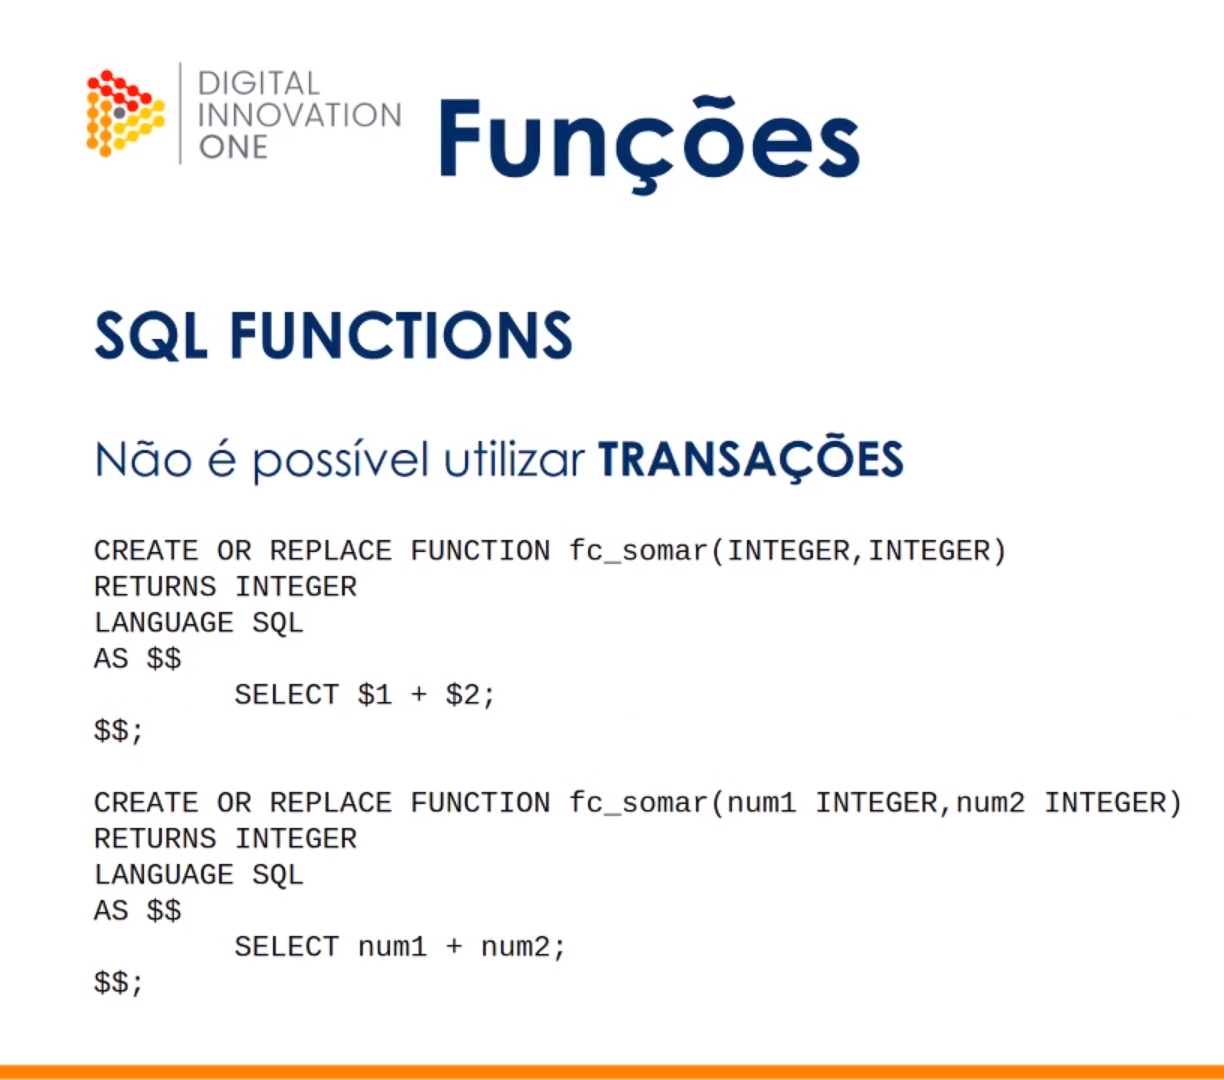 DIGITAL
INNOVATION
ONE
Funções
SQL FUNCTIONS
Não é possível utilizar TRANSAÇÕES
CREATE OR REPLACE FUNCTION fc_somar(INTEGER,INTEGER)
RETURNS INTEGER
LANGUAGE SQL
AS $$
        SELECT $1 + $2;
$$;
CREATE OR REPLACE FUNCTION fc_somar(num1 INTEGER,num2 INTEGER)
RETURNS INTEGER
LANGUAGE SQL
AS $$
        SELECT num1 + num2;
$$;